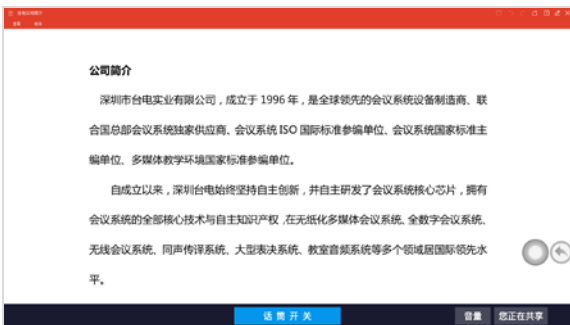 公司简介
深圳市台电实业有限公司，成立于 1996 年，是全球领先的会议系统设备制造商、联
合国总部会议系统独家供应商、会议系统 ISO 国际标准参编单位、会议系统国家标准主
编单位、多媒体教学环境国家标准参编单位。
自成立以来，深圳台电始终坚持自主创新，并自主研发了会议系统核心芯片，拥有
会议系统的全部核心技术与自主知识产权，在无纸化多媒体会议系统、全数字会议系统、
无线会议系统、同声传译系统、大型表决系统、教室音频系统等多个领域居国际领先水
平。
话筒开关
音量
您正在共享